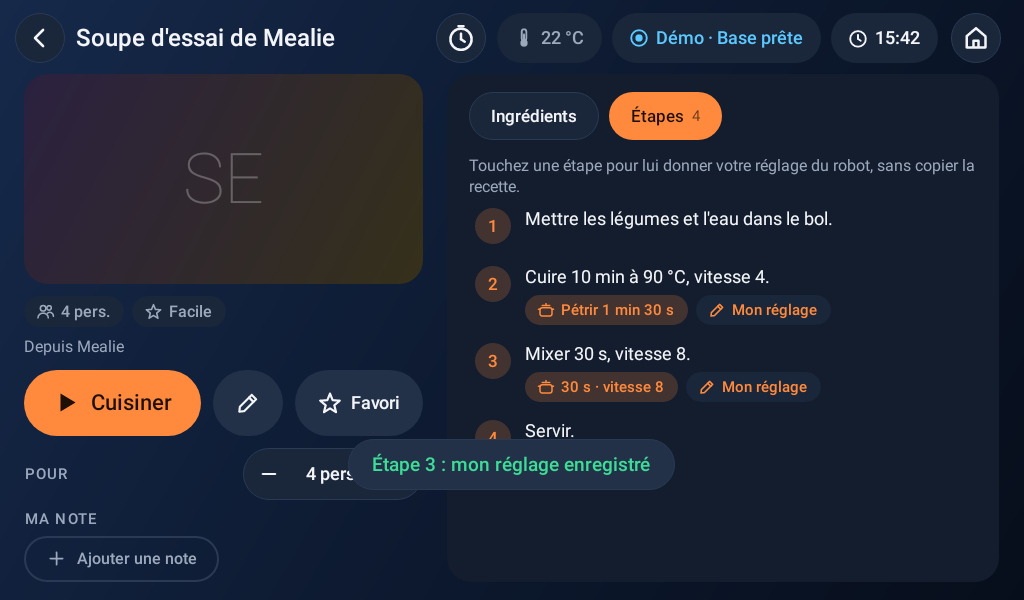 Soupe d'essai de Mealie
22 °C
Démo · Base prête
15:42
SE
4 pers.
Facile
Depuis Mealie
Cuisiner
Favori
POUR
4 pers
MA NOTE
Ajouter une note
Ingrédients
Étapes 4
Touchez une étape pour lui donner votre réglage du robot, sans copier la
recette.
1
Mettre les légumes et l'eau dans le bol.
2
Cuire 10 min à 90 °C, vitesse 4.
Pétrir 1 min 30 s
Mon réglage
3
Mixer 30 s, vitesse 8.
30 s · vitesse 8
Mon réglage
4
Servir.
Étape 3 : mon réglage enregistré